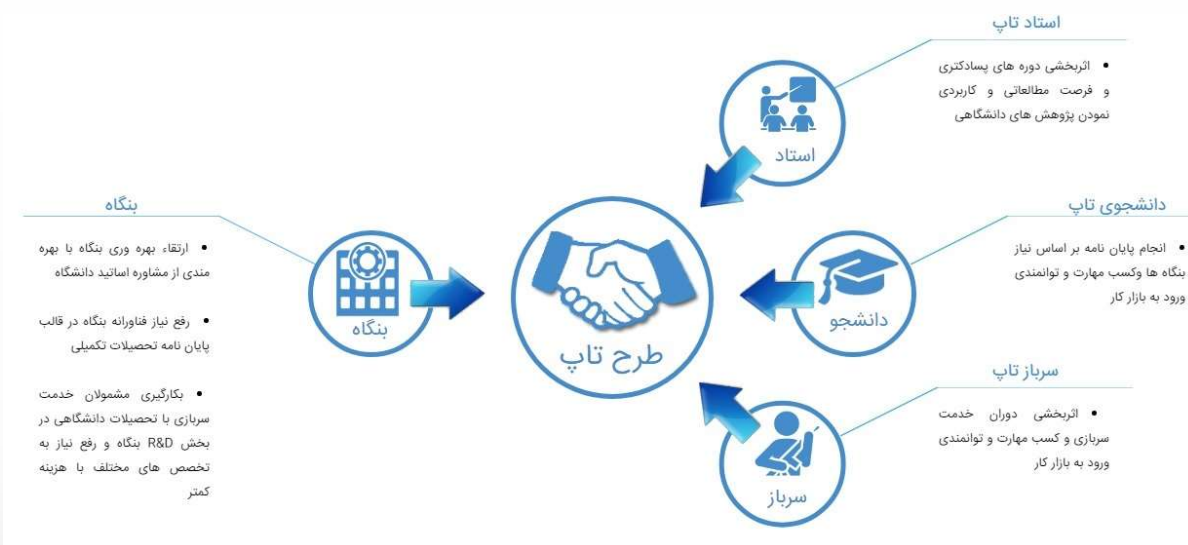 استاد تاپ
• اثربخشی دوره های پسادکتری
و فرصت مطالعاتی و کاربردی
نمودن پژوهش های دانشگاهی
استاد
دانشجوی تاپ
• انجام پایان نامه بر اساس نیاز
بنگاه ها وکسب مهارت و توانمندی
ورود به بازار کار
دانشجو
سرباز تاپ
• اثربخشی دوران خدمت
سربازی و کسب مهارت و توانمندی
ورود به بازار کار
سرباز
طرح تاپ
بنگاه
بنگاه
• ارتقاء بهره وری بنگاه با بهره
مندی از مشاوره اساتید دانشگاه
• رفع نیاز فناورانه بنگاه در قالب
پایان نامه تحصیلات تکمیلی
• بکارگیری مشمولان خدمت
سربازی با تحصیلات دانشگاهی در
بخش R&D بنگاه و رفع نیاز به
تخصص های مختلف با هزینه
کمتر